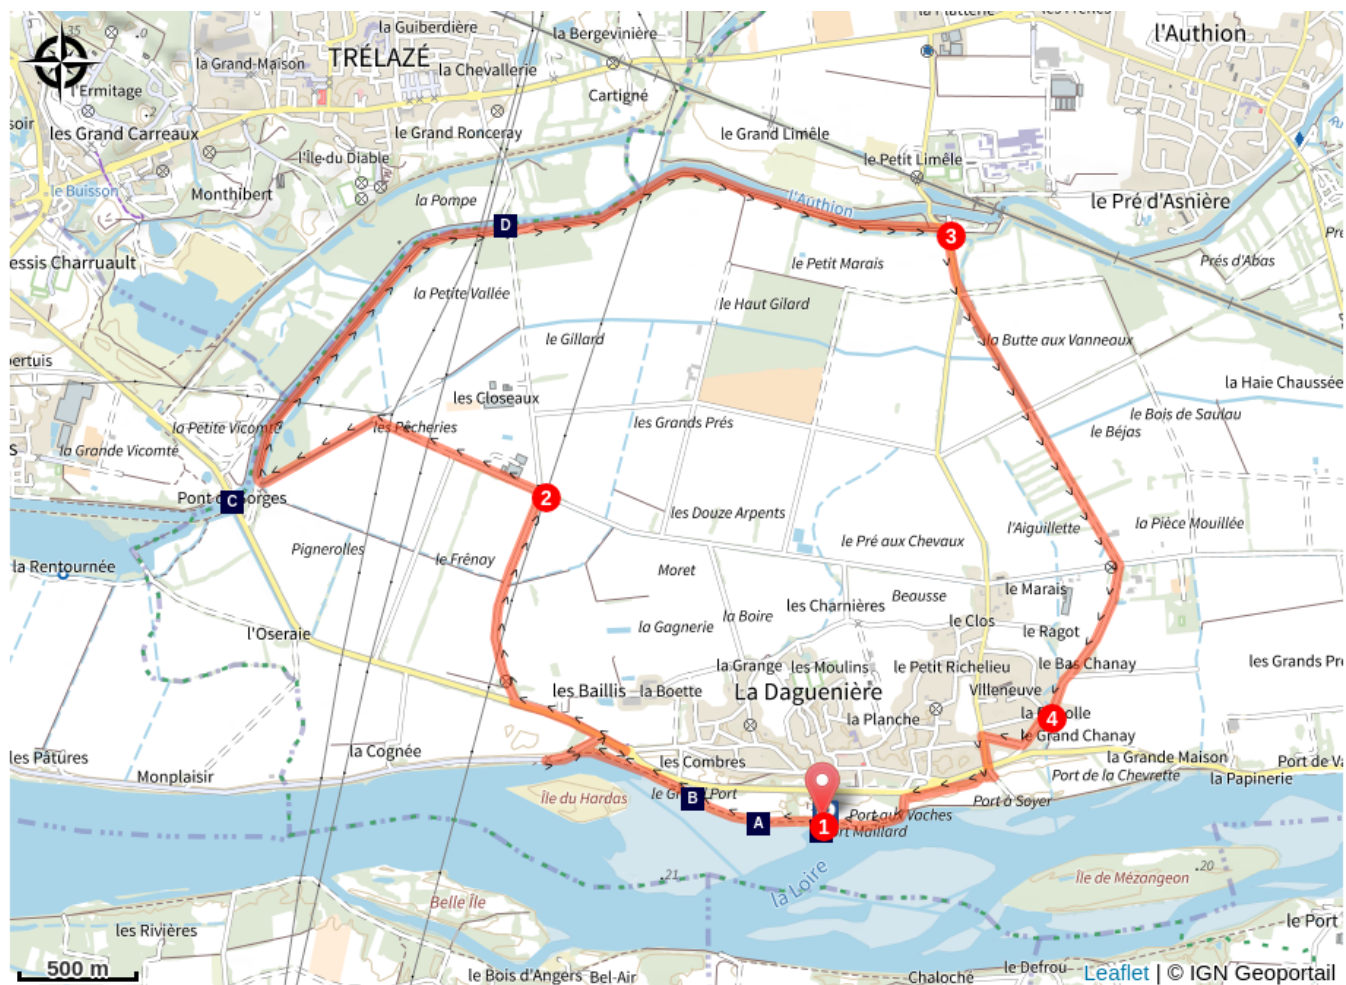 35
.0
la Guiberdière
la Bergevinière
l'Authion
TRÉLAZÉ
la Grand-Maison
la Chevallerie
l'Ermitage
Cartigné
les Grand Carreaux
le Grand Ronceray
le Grand Limêle
l'Île du Diable
le Petit Limêle
le Buisson
Monthibert
la Pompe
l'Authion
le Pré d'Asnière
D
3
essis Charruault
le Petit Marais
Prés d'Abas
la Petite Vallée
le Haut Gilard
le Gillard
la Butte aux Vanneaux
pertuis
les Closeaux
la Haie Chaussée
le Bois de Saulau
la Petite Vicomté
les Pêcheries
les Grands Prés
le Béjas
la Grande Vicomté
C
2
les Douze Arpents
l'Aiguillette
la Pièce Mouillée
Pignerolles
le Frênay
le Pré aux Chevaux
la Rentournée
Moret
le Marais
Beausse
les Charnières
la Boire
le Clos
l'Oseraie
la Gagnerie
le Ragot
la Grange
les Moulins
le Petit Richelieu
le Bas Chanay
les Grands Pré
les Baillis
la Boette
La Daguenière
Villeneuve
la Planche
4
le Grand Chanay
les Pâtures
la Cognée
la Grande Maison
Port de Va
les Combres
Monplaisir
Port de la Chevrette
la Papinerie
Île du Hardas
B
Port à Soyer
A
1
Port aux Vaches
Port Maillard
la Loire
.21
.20
Île de Mézangeon
Belle Île
les Rivières
le Port
500 m
le Bois d'Angers
Bel-Air
Chaloché
le Defrou
Leaflet | © IGN Geoportail